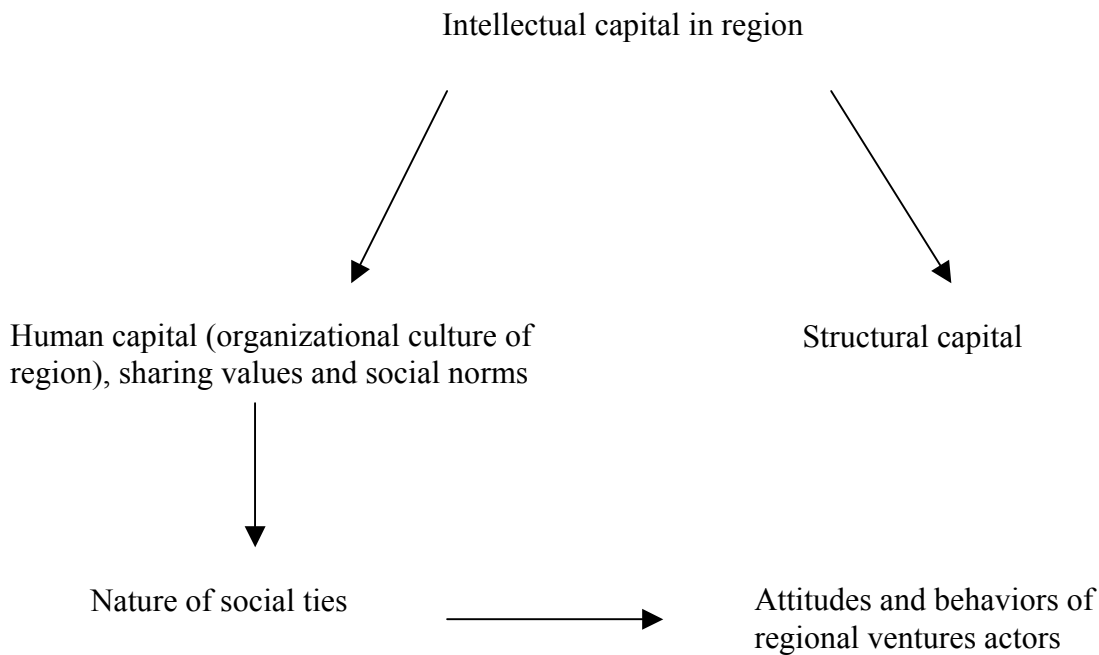 Intellectual capital in region
Human capital (organizational culture of
region), sharing values and social norms
Structural capital
Nature of social ties
Attitudes and behaviors of
regional ventures actors